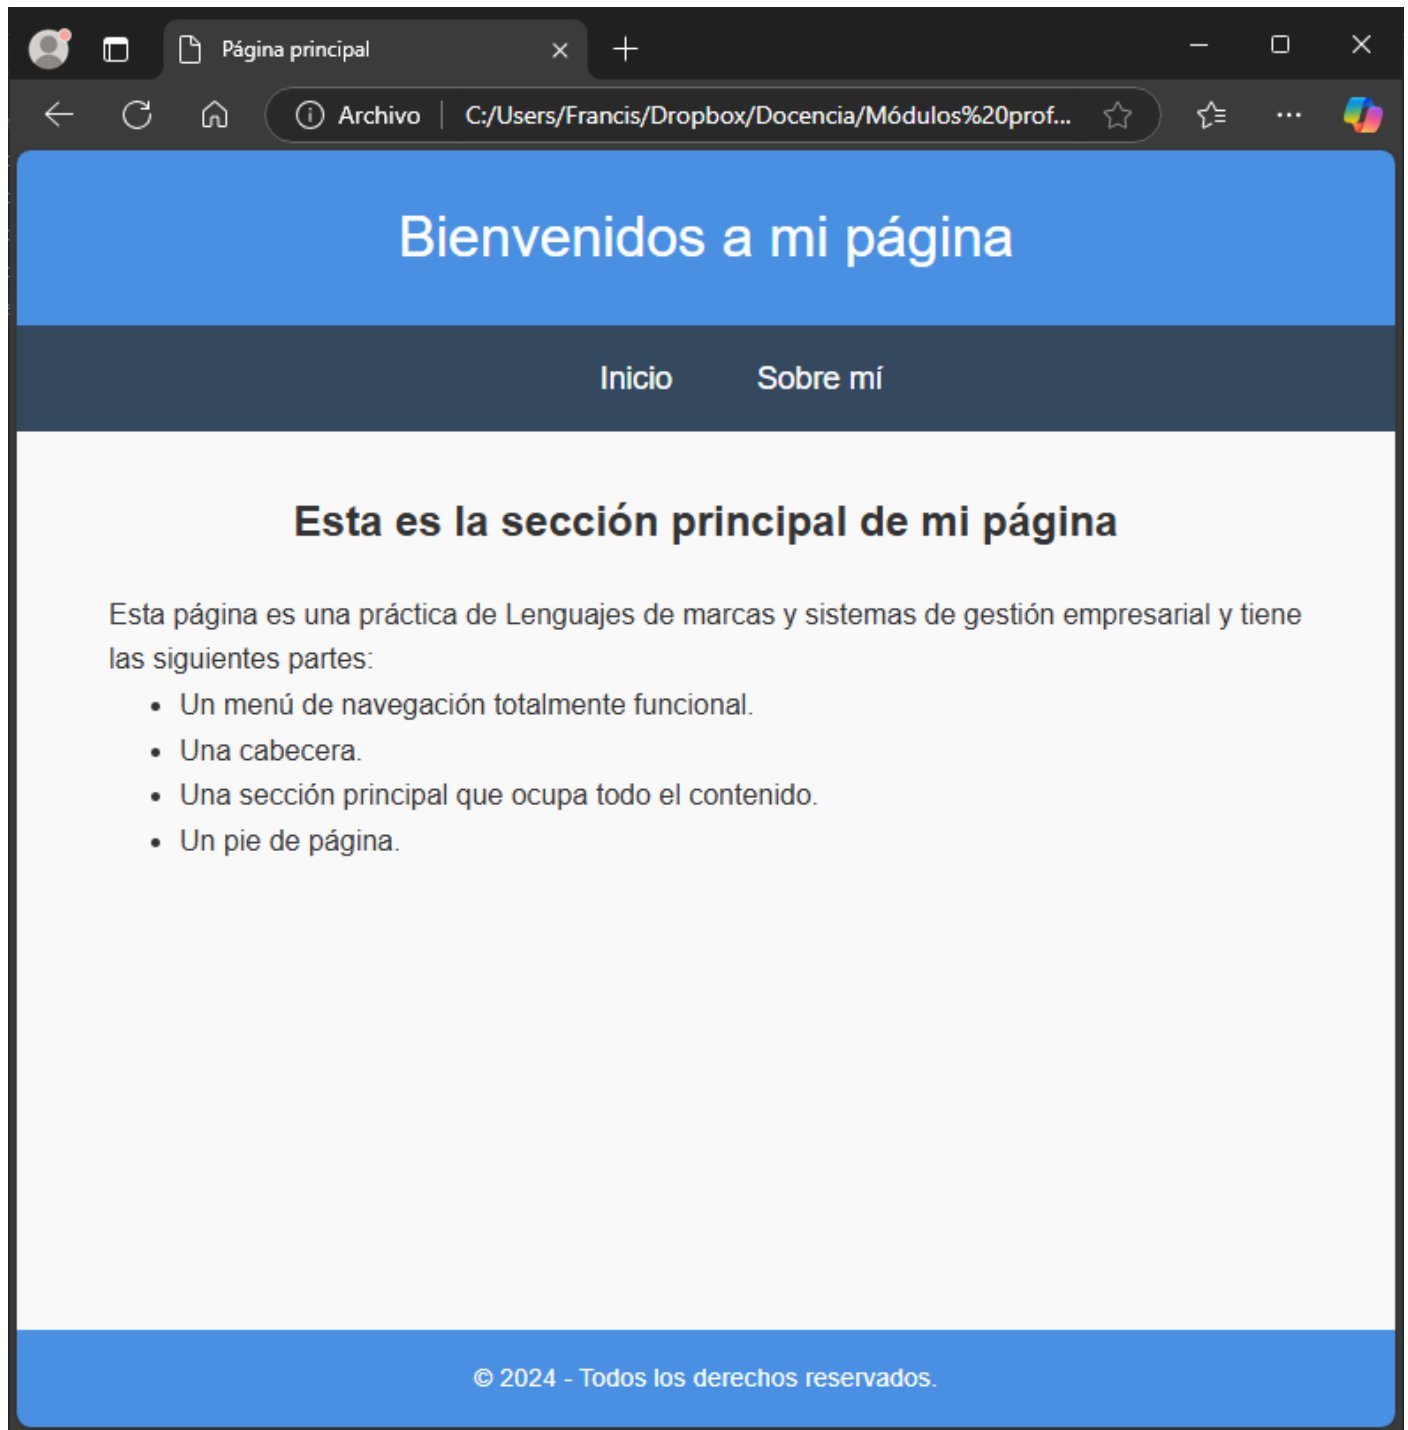 Página principal
Archivo
C:/Users/Francis/Dropbox/Docencia/Módulos%20prof...
Bienvenidos a mi página
Inicio
Sobre mí
Esta es la sección principal de mi página
Esta página es una práctica de Lenguajes de marcas y sistemas de gestión empresarial y tiene
las siguientes partes:
• Un menú de navegación totalmente funcional.
• Una cabecera.
• Una sección principal que ocupa todo el contenido.
• Un pie de página.
© 2024 - Todos los derechos reservados.